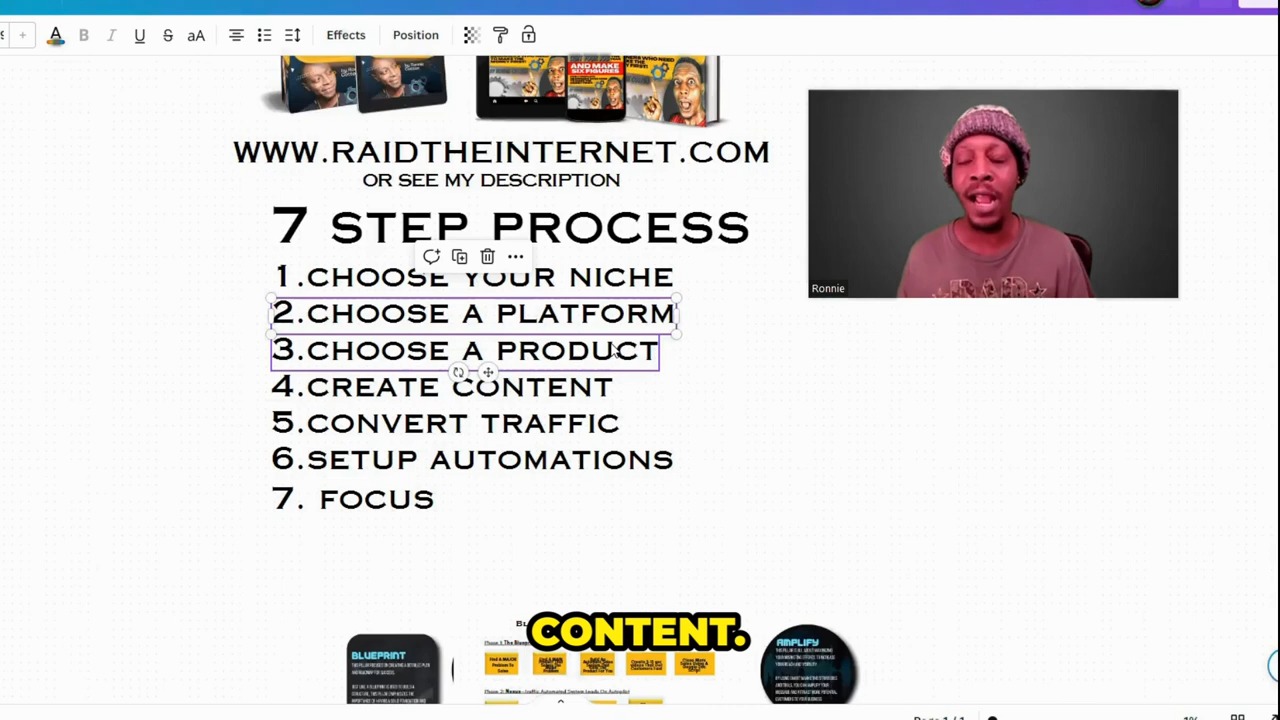 Effects Position
AND MAKE
SIX FIGURES
WWW.RAIDTHEINTERNET.COM
OR SEE MY DESCRIPTION
7 STEP PROCESS
1.CHOOSE YOUR NICHE
2.CHOOSE A PLATFORM
3.CHOOSE A PRODUCT
4.CREATE CONTENT
5.CONVERT TRAFFIC
6.SETUP AUTOMATIONS
7. FOCUS
Ronnie
CONTENT.
BLUEPRINT
AMPLIFY